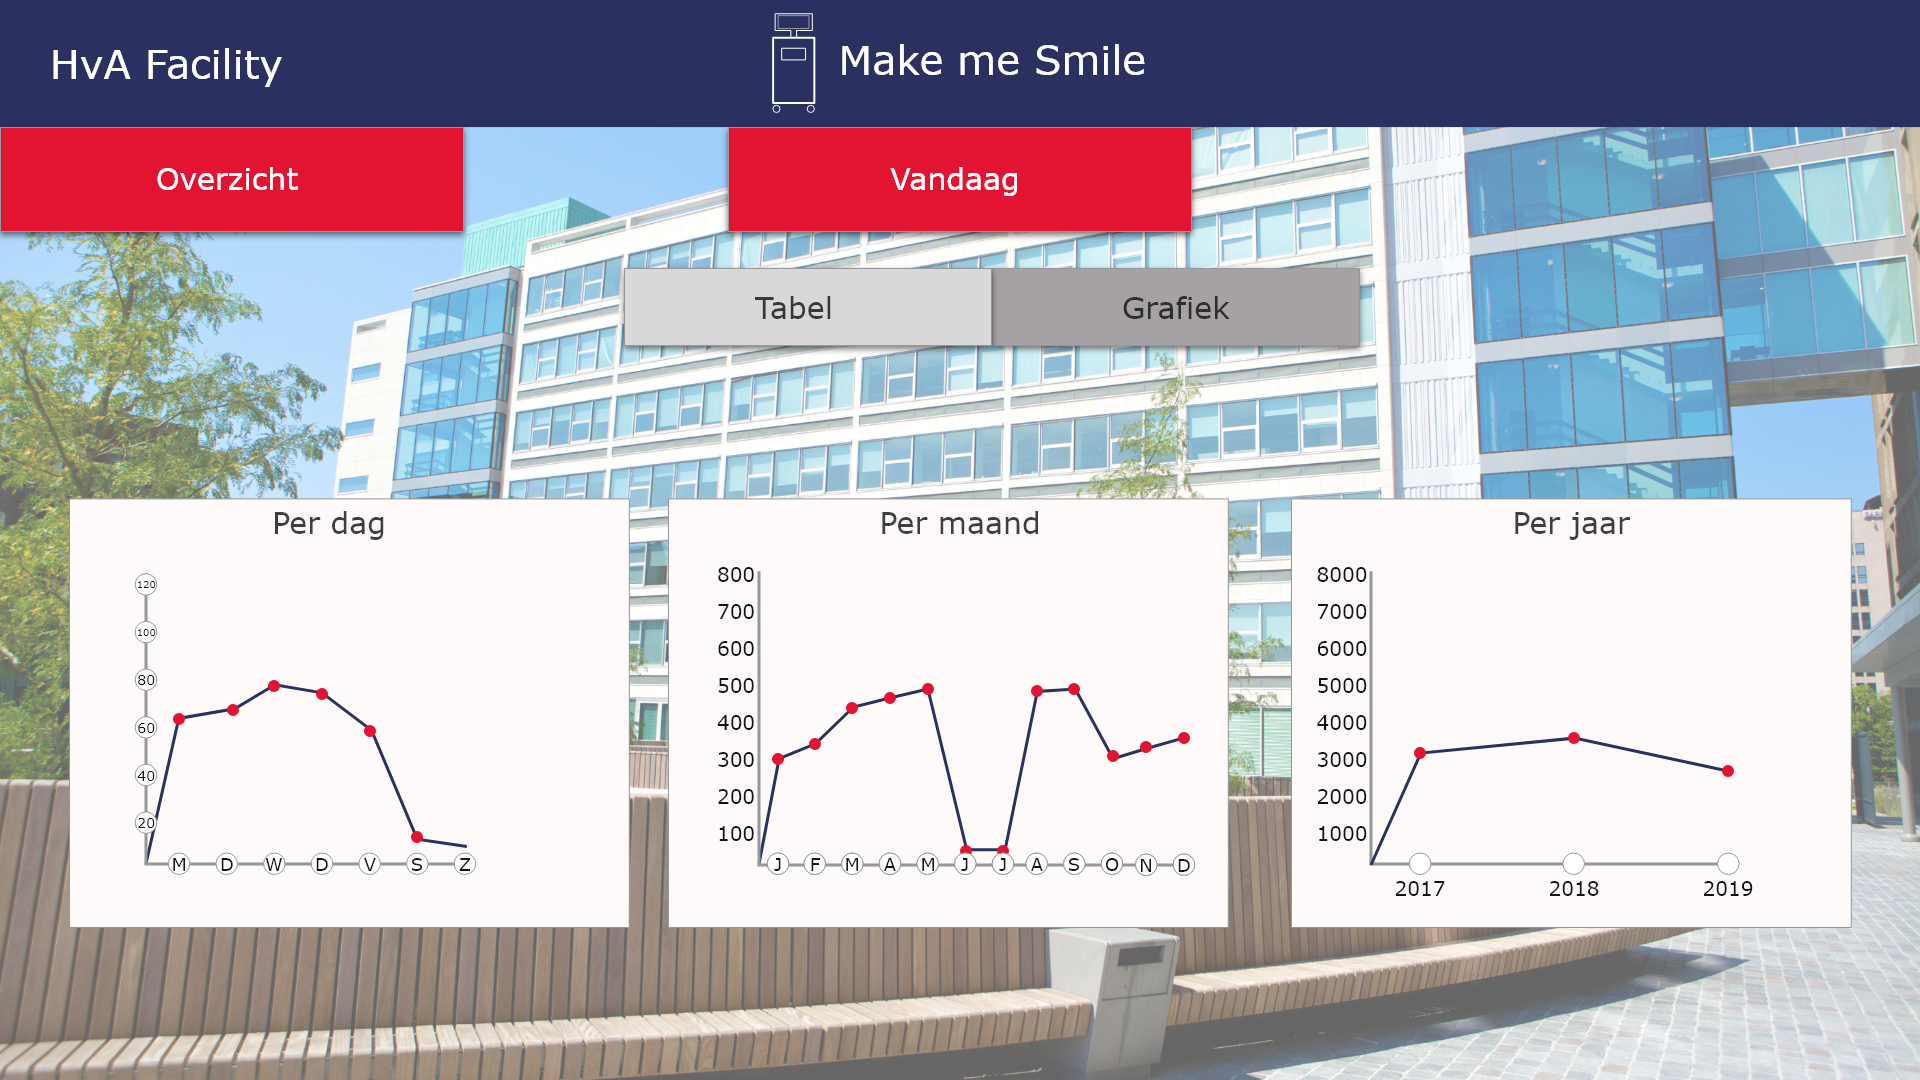 HvA Facility
Make me Smile
Overzicht
Vandaag
Tabel
Grafiek
Per dag
120
100
80
60
40
20
M D W D V S Z
Per maand
800
700
600
500
400
300
200
100
J F M A M J J A S O N D
Per jaar
8000
7000
6000
5000
4000
3000
2000
1000
2017 2018 2019